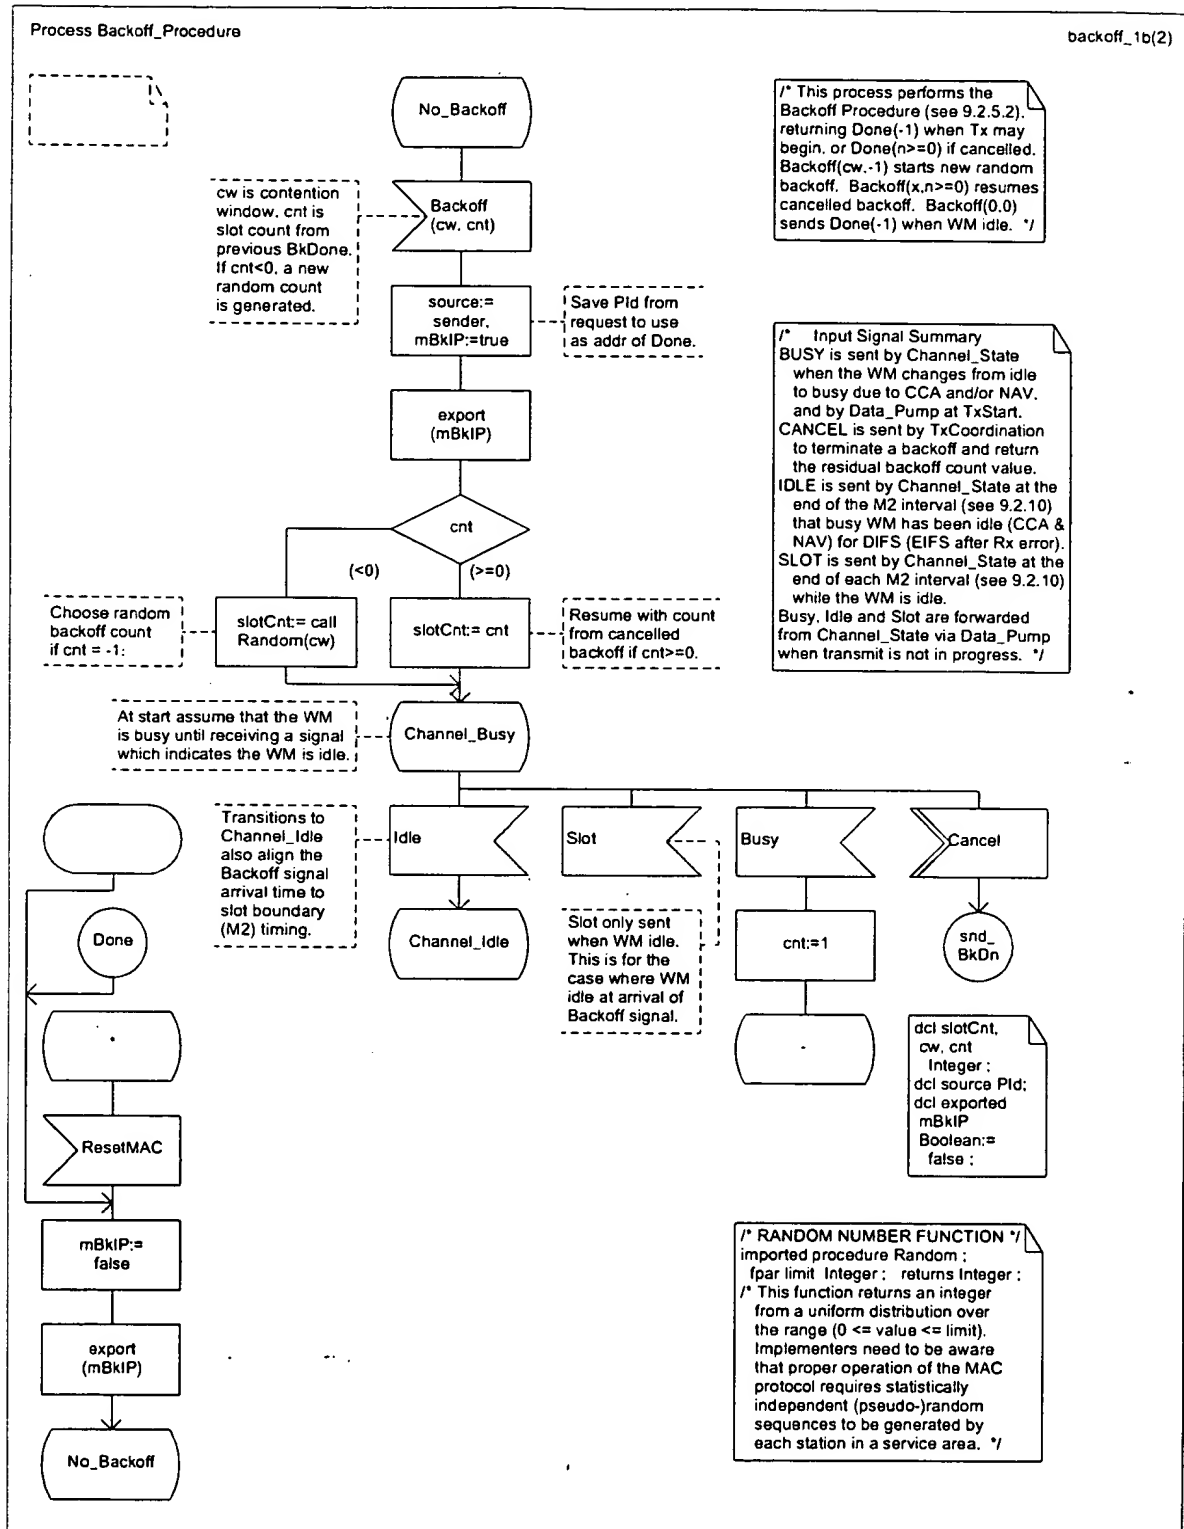 Process Backoff_Procedure
backoff_1b(2)
No_Backoff
/* This process performs the
Backoff Procedure (see 9.2.5.2),
returning Done(-1) when Tx may
begin, or Done(n>=0) if cancelled.
Backoff(cw,-1) starts new random
backoff. Backoff(x,n>=0) resumes
cancelled backoff. Backoff(0,0)
sends Done(-1) when WM idle. */
cw is contention
window, cnt is
slot count from
previous BkDone.
If cnt<0, a new
random count
is generated.
Backoff
(cw, cnt)
source:=
sender,
mBkIP:=true
Save PId from
request to use
as addr of Done.
export
(mBkIP)
/* Input Signal Summary
BUSY is sent by Channel_State
when the WM changes from idle
to busy due to CCA and/or NAV,
and by Data_Pump at TxStart.
CANCEL is sent by TxCoordination
to terminate a backoff and return
the residual backoff count value.
IDLE is sent by Channel_State at the
end of the M2 interval (see 9.2.10)
that busy WM has been idle (CCA &
NAV) for DIFS (EIFS after Rx error).
SLOT is sent by Channel_State at the
end of each M2 interval (see 9.2.10)
while the WM is idle.
Busy, Idle and Slot are forwarded
from Channel_State via Data_Pump
when transmit is not in progress. */
cnt
(<0)
(>=0)
Choose random
backoff count
if cnt = -1;
slotCnt:= call
Random(cw)
slotCnt:= cnt
Resume with count
from cancelled
backoff if cnt>=0.
At start assume that the WM
is busy until receiving a signal
which indicates the WM is idle.
Channel_Busy
Transitions to
Channel_Idle
also align the
Backoff signal
arrival time to
slot boundary
(M2) timing.
Idle
Slot
Busy
Cancel
Channel_Idle
Slot only sent
when WM idle.
This is for the
case where WM
idle at arrival of
Backoff signal.
cnt:=1
snd_
BkDn
-
Done
*
ResetMAC
mBkIP:=
false
export
(mBkIP)
No_Backoff
dcl slotCnt,
cw, cnt
Integer ;
dcl source PId;
dcl exported
mBkIP
Boolean:=
false ;
/* RANDOM NUMBER FUNCTION */
imported procedure Random ;
fpar limit Integer ; returns Integer ;
/* This function returns an integer
from a uniform distribution over
the range (0 <= value <= limit).
Implementers need to be aware
that proper operation of the MAC
protocol requires statistically
independent (pseudo-)random
sequences to be generated by
each station in a service area. */